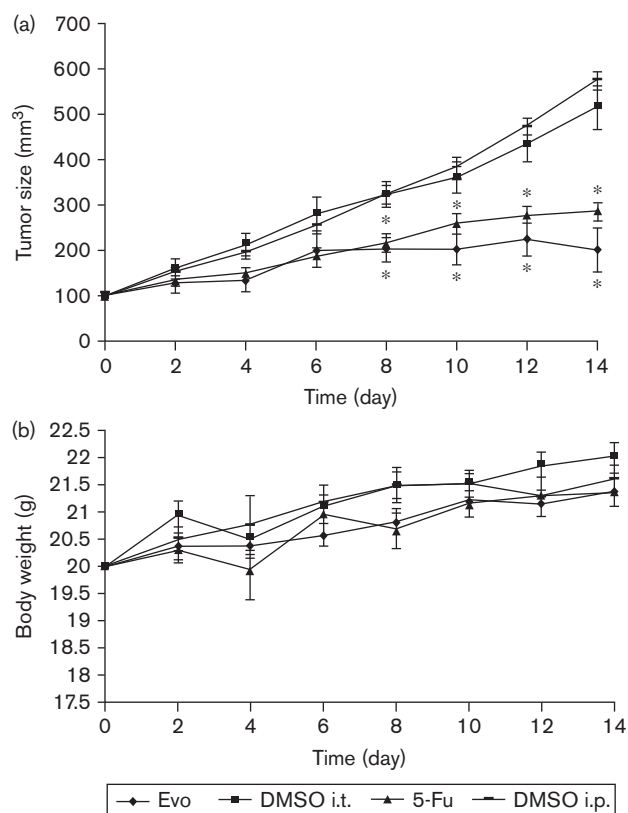 (a)
700
600
500
400
300
200
100
0
Tumor size (mm³)
* * * *
* * * *
0 2 4 6 8 10 12 14
Time (day)
(b)
22.5
22
21.5
21
20.5
20
19.5
19
18.5
18
17.5
Body weight (g)
0 2 4 6 8 10 12 14
Time (day)
Evo DMSO i.t. 5-Fu DMSO i.p.